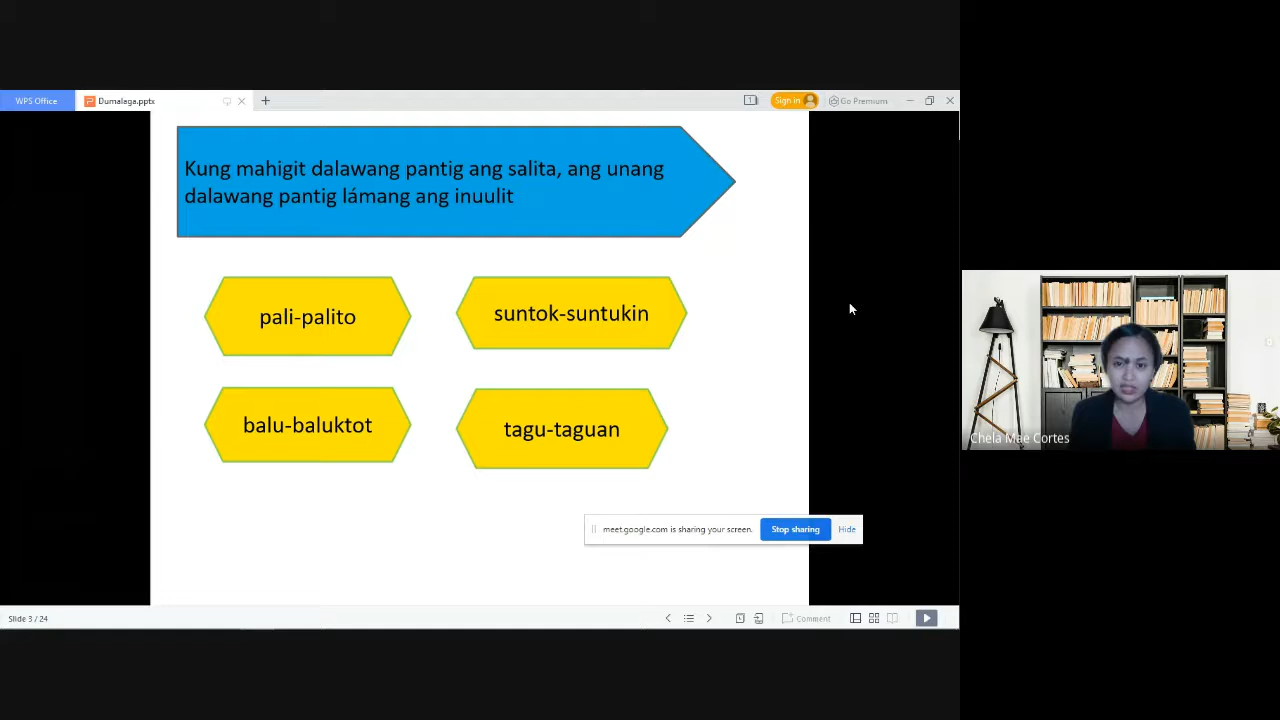 WPS Office
Dumalaga.pptx
1
Sign in
Go Premium
Kung mahigit dalawang pantig ang salita, ang unang
dalawang pantig lámang ang inuulit
pali-palito
suntok-suntukin
balu-baluktot
tagu-taguan
meet.google.com is sharing your screen.
Stop sharing
Hide
Slide 3 / 24
Comment
Chela Mae Cortes